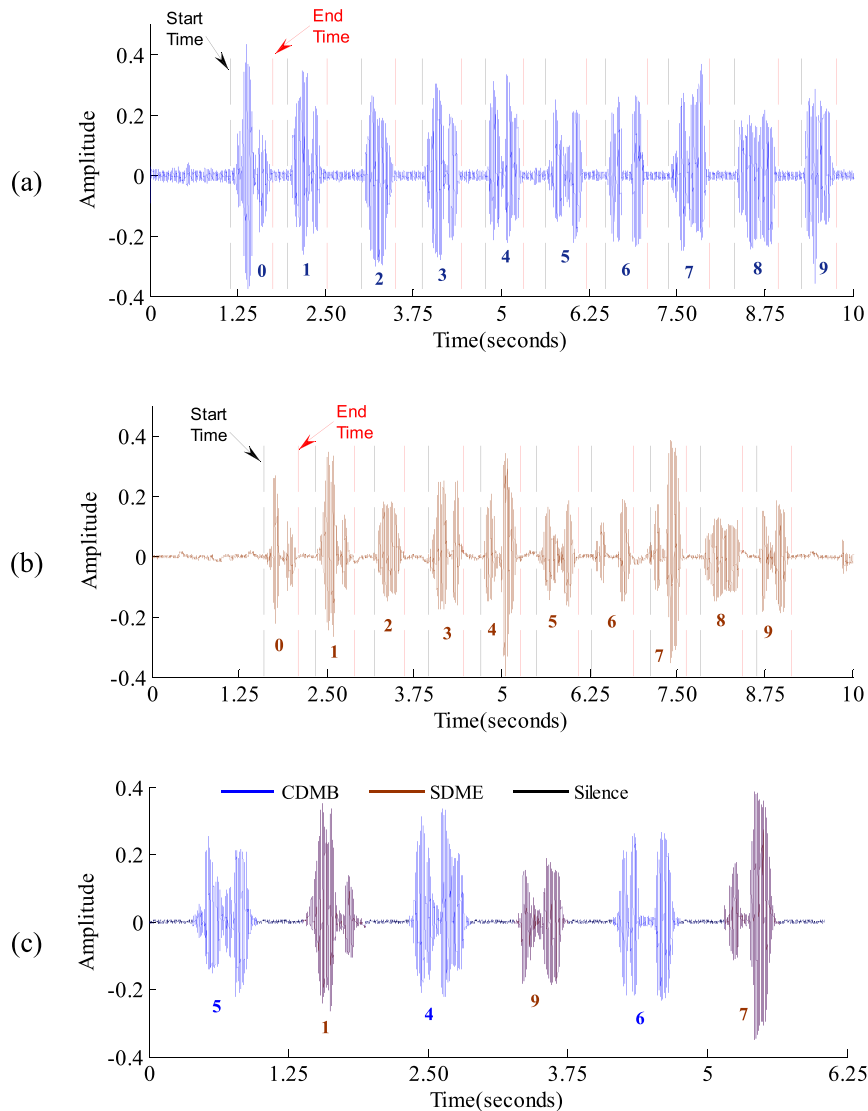 Start
Time
End
Time
0.4
0.2
0
-0.2
-0.4
Amplitude
(a)
0 1 2 3 4 5 6 7 8 9
0 1.25 2.50 3.75 5 6.25 7.50 8.75 10
Time(seconds)
Start
Time
End
Time
0.4
0.2
0
-0.2
-0.4
Amplitude
(b)
0 1 2 3 4 5 6 7 8 9
0 1.25 2.50 3.75 5 6.25 7.50 8.75 10
Time(seconds)
CDMB SDME Silence
0.4
0.2
0
-0.2
-0.4
Amplitude
(c)
5 1 4 9 6 7
0 1.25 2.50 3.75 5 6.25
Time(seconds)